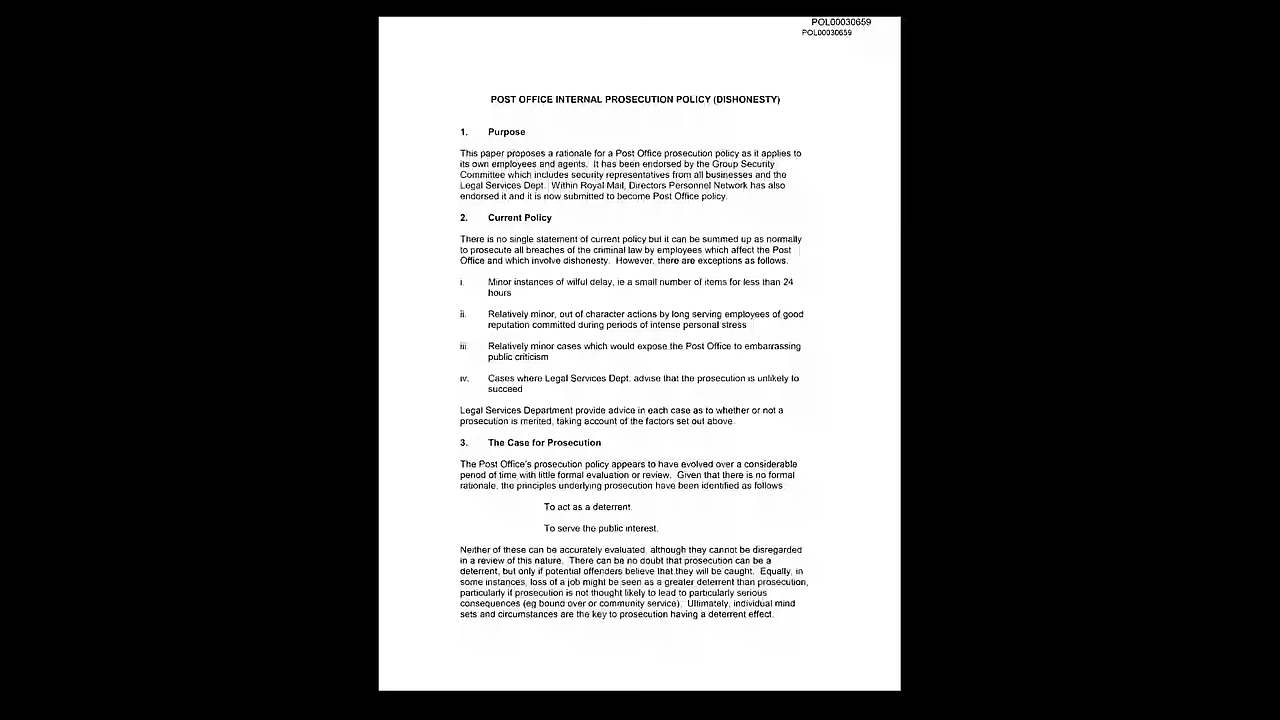 POL00030659
POL00030659
POST OFFICE INTERNAL PROSECUTION POLICY (DISHONESTY)
1. Purpose
This paper proposes a rationale for a Post Office prosecution policy as it applies to
its own employees and agents. It has been endorsed by the Group Security
Committee which includes security representatives from all businesses and the
Legal Services Dept. Within Royal Mail, Directors Personnel Network has also
endorsed it and it is now submitted to become Post Office policy.
2. Current Policy
There is no single statement of current policy but it can be summed up as normally
to prosecute all breaches of the criminal law by employees which affect the Post
Office and which involve dishonesty. However, there are exceptions as follows.
i. Minor instances of wilful delay, ie a small number of items for less than 24
hours
ii. Relatively minor, out of character actions by long serving employees of good
reputation committed during periods of intense personal stress
iii. Relatively minor cases which would expose the Post Office to embarrassing
public criticism
iv. Cases where Legal Services Dept. advise that the prosecution is unlikely to
succeed
Legal Services Department provide advice in each case as to whether or not a
prosecution is merited, taking account of the factors set out above.
3. The Case for Prosecution
The Post Office's prosecution policy appears to have evolved over a considerable
period of time with little formal evaluation or review. Given that there is no formal
rationale, the principles underlying prosecution have been identified as follows
To act as a deterrent.
To serve the public interest.
Neither of these can be accurately evaluated, although they cannot be disregarded
in a review of this nature. There can be no doubt that prosecution can be a
deterrent, but only if potential offenders believe that they will be caught. Equally, in
some instances, loss of a job might be seen as a greater deterrent than prosecution,
particularly if prosecution is not thought likely to lead to particularly serious
consequences (eg bound over or community service). Ultimately, individual mind
sets and circumstances are the key to prosecution having a deterrent effect.